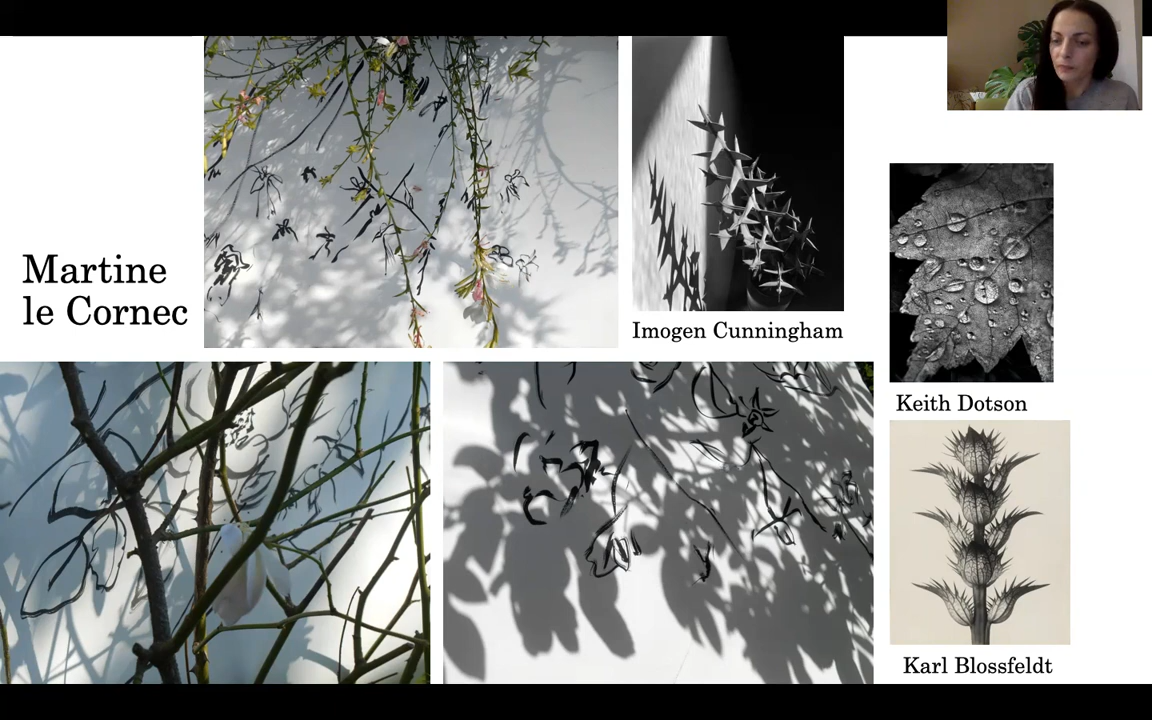 Martine
le Cornec
Imogen Cunningham
Keith Dotson
Karl Blossfeldt